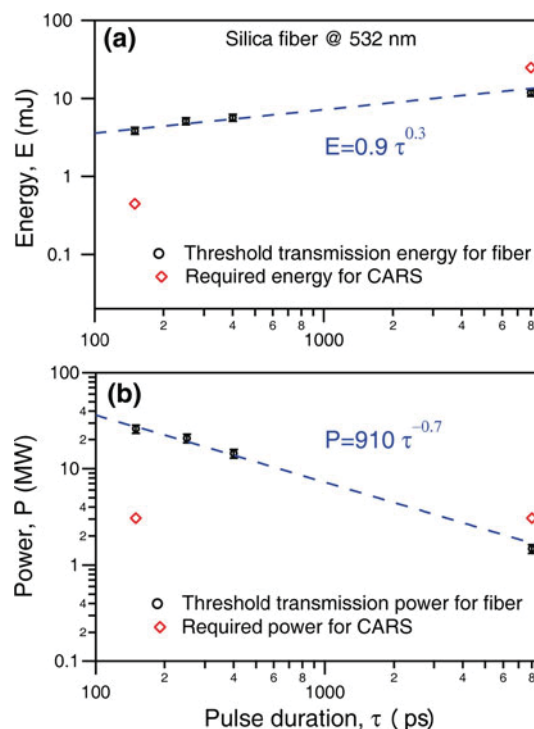 (a) Silica fiber @ 532 nm
100
10
1
0.1
Energy, E (mJ)
E=0.9 τ^0.3
Threshold transmission energy for fiber
Required energy for CARS
100 2 4 6 8 1000 2 4 6 8
(b)
100
4
2
10
4
2
1
4
2
0.1
Power, P (MW)
P=910 τ^−0.7
Threshold transmission power for fiber
Required power for CARS
100 2 4 6 8 1000 2 4 6 8
Pulse duration, τ ( ps)